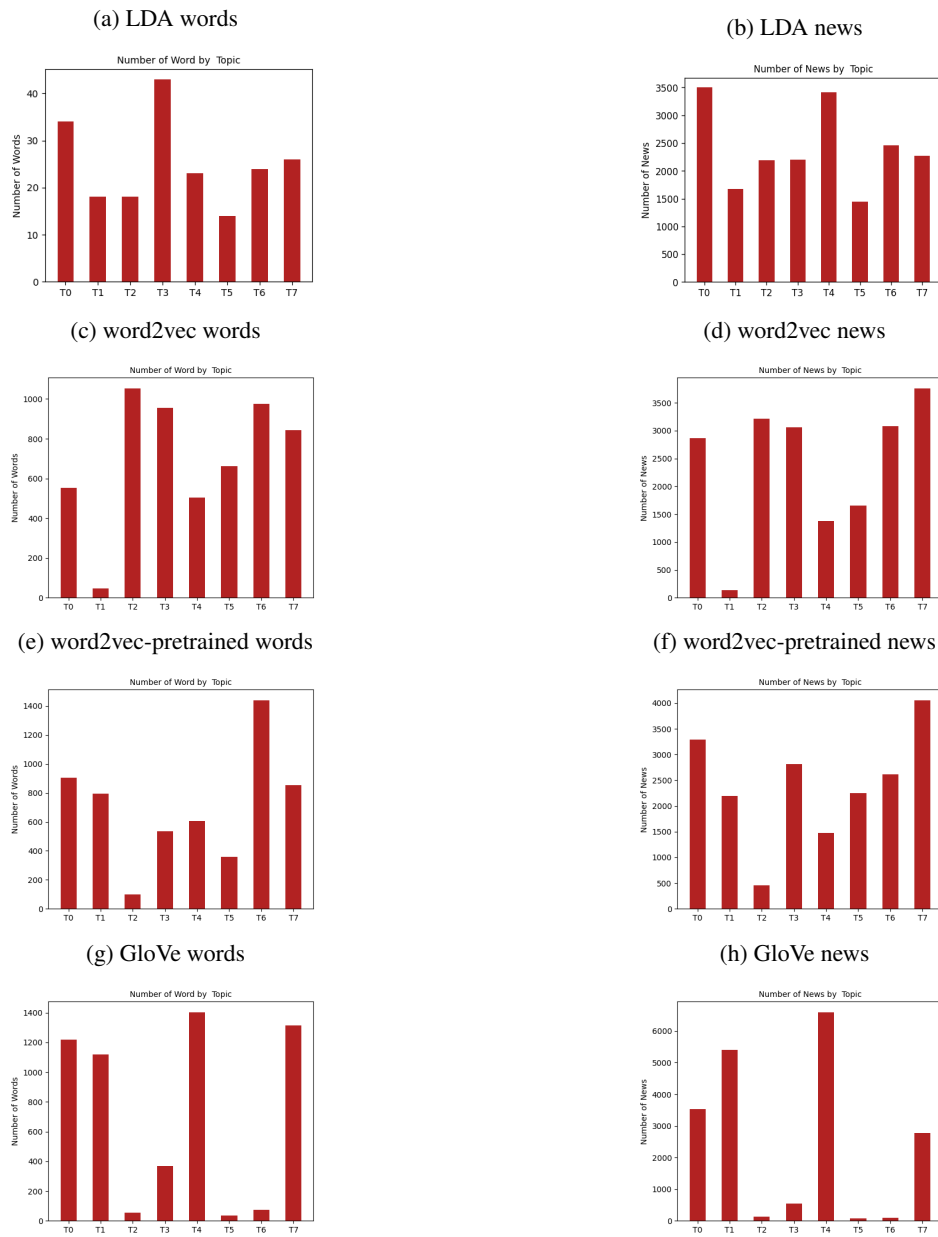 (a) LDA words
Number of Word by  Topic
Number of Words
40
30
20
10
0
T0 T1 T2 T3 T4 T5 T6 T7
(b) LDA news
Number of News by  Topic
Number of News
3500
3000
2500
2000
1500
1000
500
0
T0 T1 T2 T3 T4 T5 T6 T7
(c) word2vec words
Number of Word by  Topic
Number of Words
1000
800
600
400
200
0
T0 T1 T2 T3 T4 T5 T6 T7
(d) word2vec news
Number of News by  Topic
Number of News
3500
3000
2500
2000
1500
1000
500
0
T0 T1 T2 T3 T4 T5 T6 T7
(e) word2vec-pretrained words
Number of Word by  Topic
Number of Words
1400
1200
1000
800
600
400
200
0
T0 T1 T2 T3 T4 T5 T6 T7
(f) word2vec-pretrained news
Number of News by  Topic
Number of News
4000
3500
3000
2500
2000
1500
1000
500
0
T0 T1 T2 T3 T4 T5 T6 T7
(g) GloVe words
Number of Word by  Topic
Number of Words
1400
1200
1000
800
600
400
200
0
T0 T1 T2 T3 T4 T5 T6 T7
(h) GloVe news
Number of News by  Topic
Number of News
6000
5000
4000
3000
2000
1000
0
T0 T1 T2 T3 T4 T5 T6 T7